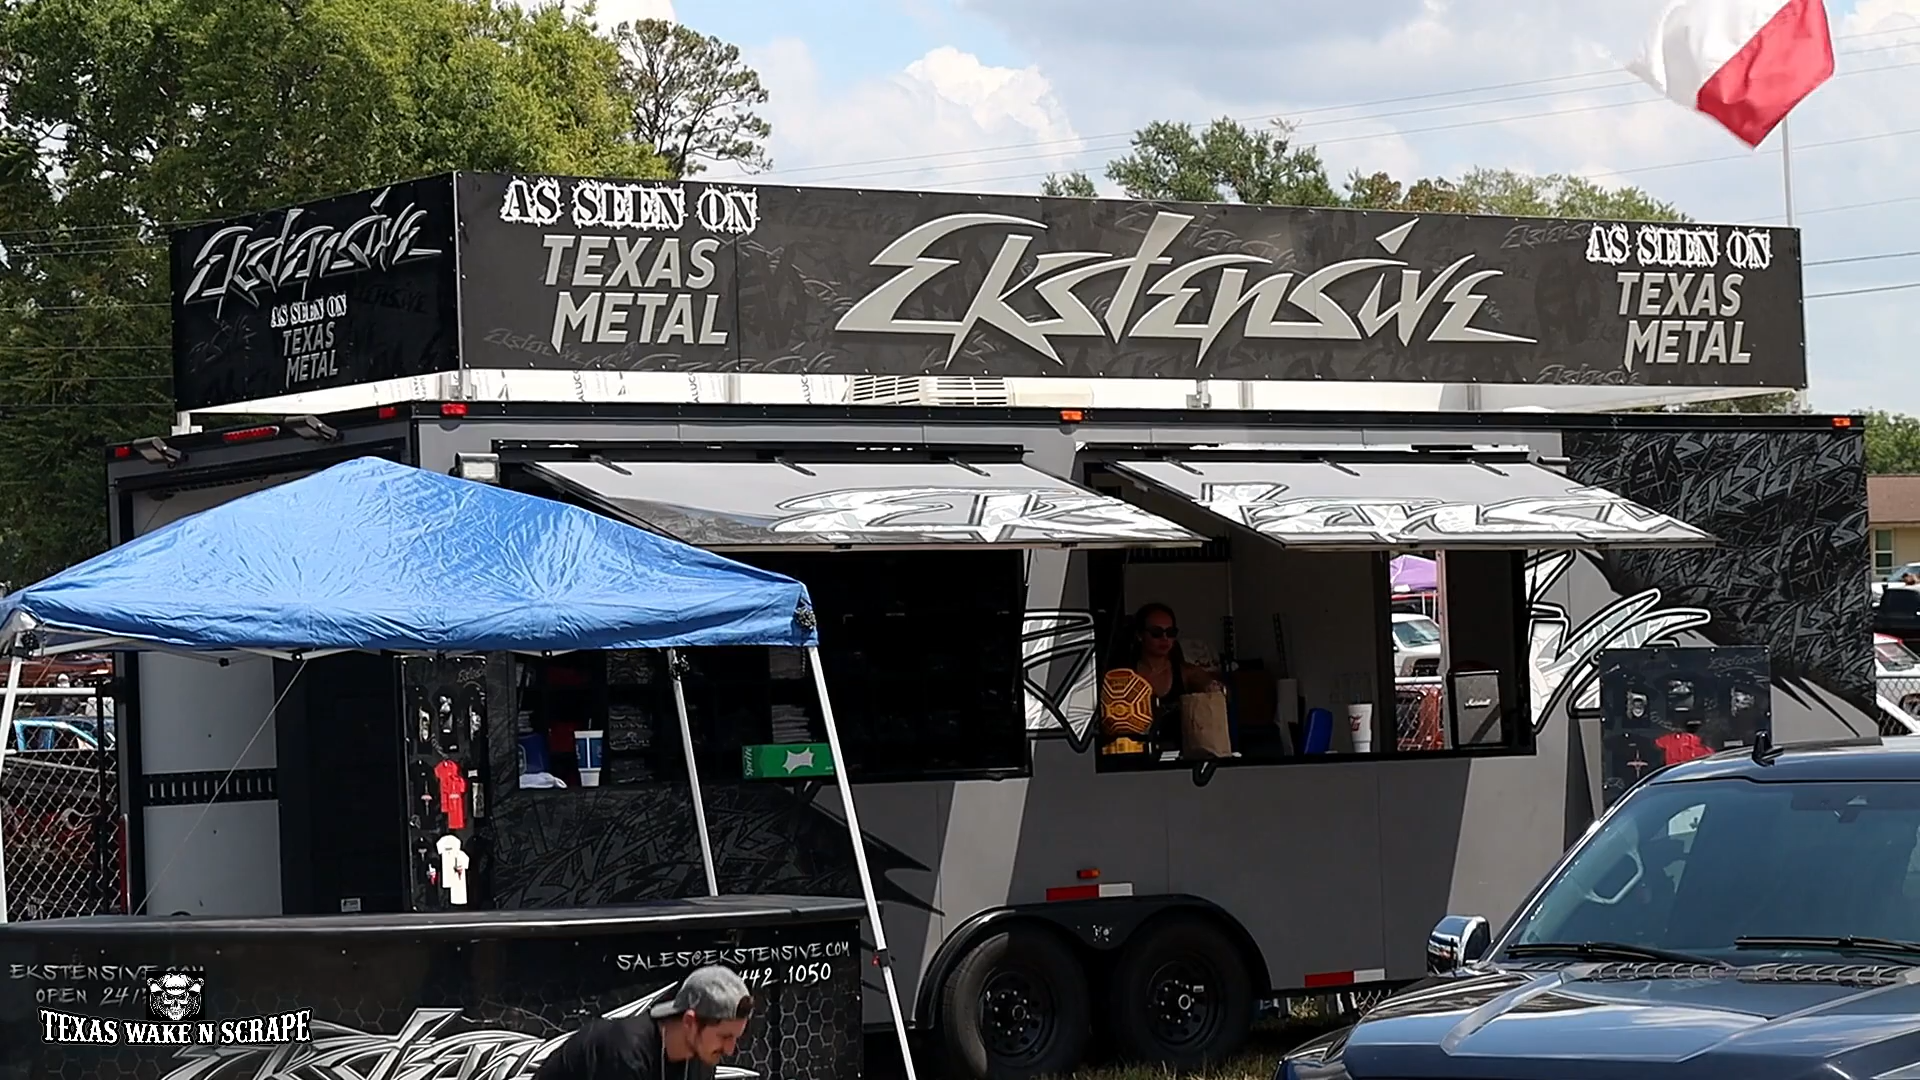 Ekstensive
AS SEEN ON
TEXAS
METAL
AS SEEN ON
TEXAS
METAL
Ekstensive
AS SEEN ON
TEXAS
METAL
Sprite
EKSTENSIVE.COM
OPEN 24/
SALES@EKSTENSIVE.COM
442.1050
TEXAS WAKE N SCRAPE